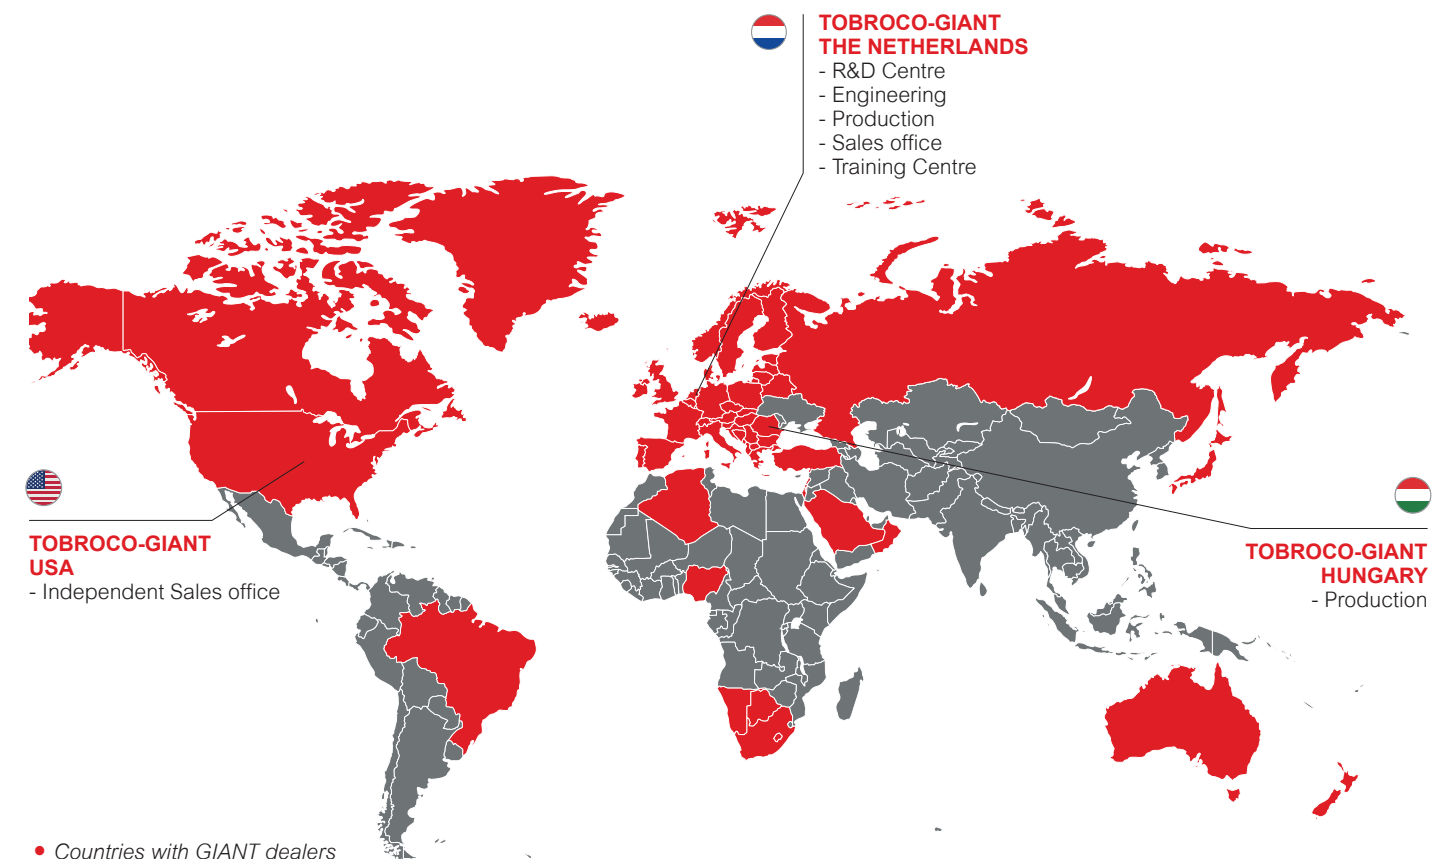 TOBROCO-GIANT
THE NETHERLANDS
- R&D Centre
- Engineering
- Production
- Sales office
- Training Centre
TOBROCO-GIANT
USA
- Independent Sales office
TOBROCO-GIANT
HUNGARY
- Production
• Countries with GIANT dealers